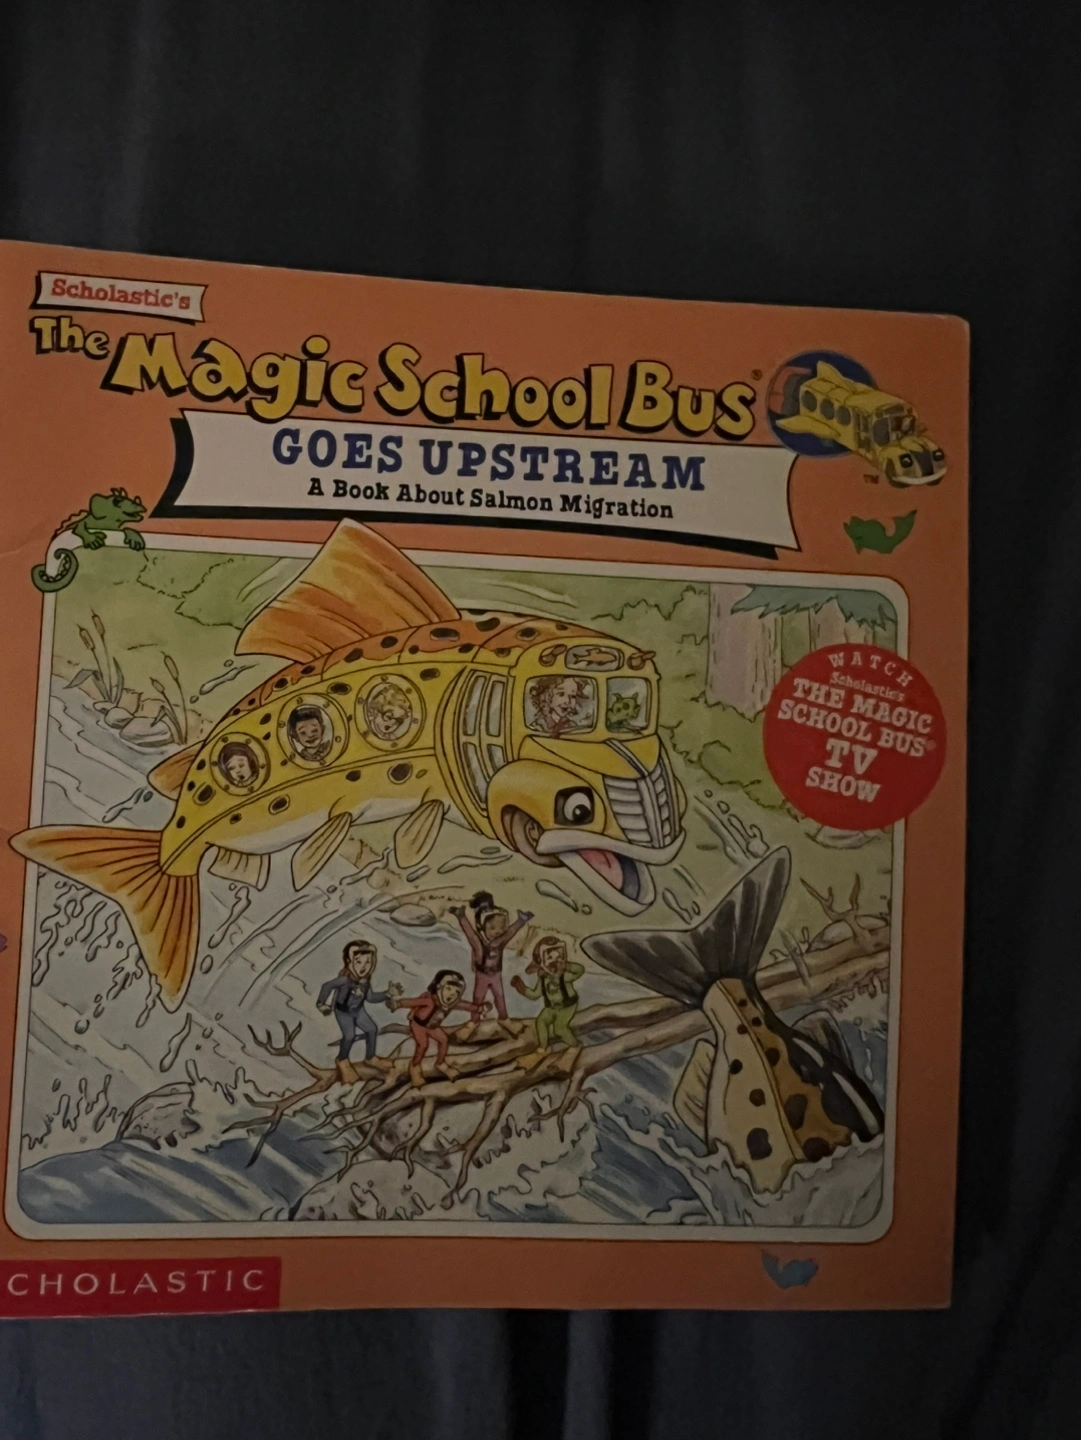 Scholastic's
The Magic School Bus®
GOES UPSTREAM
A Book About Salmon Migration
TM
WATCH
Scholastic's
THE MAGIC
SCHOOL BUS®
TV
SHOW
CHOLASTIC